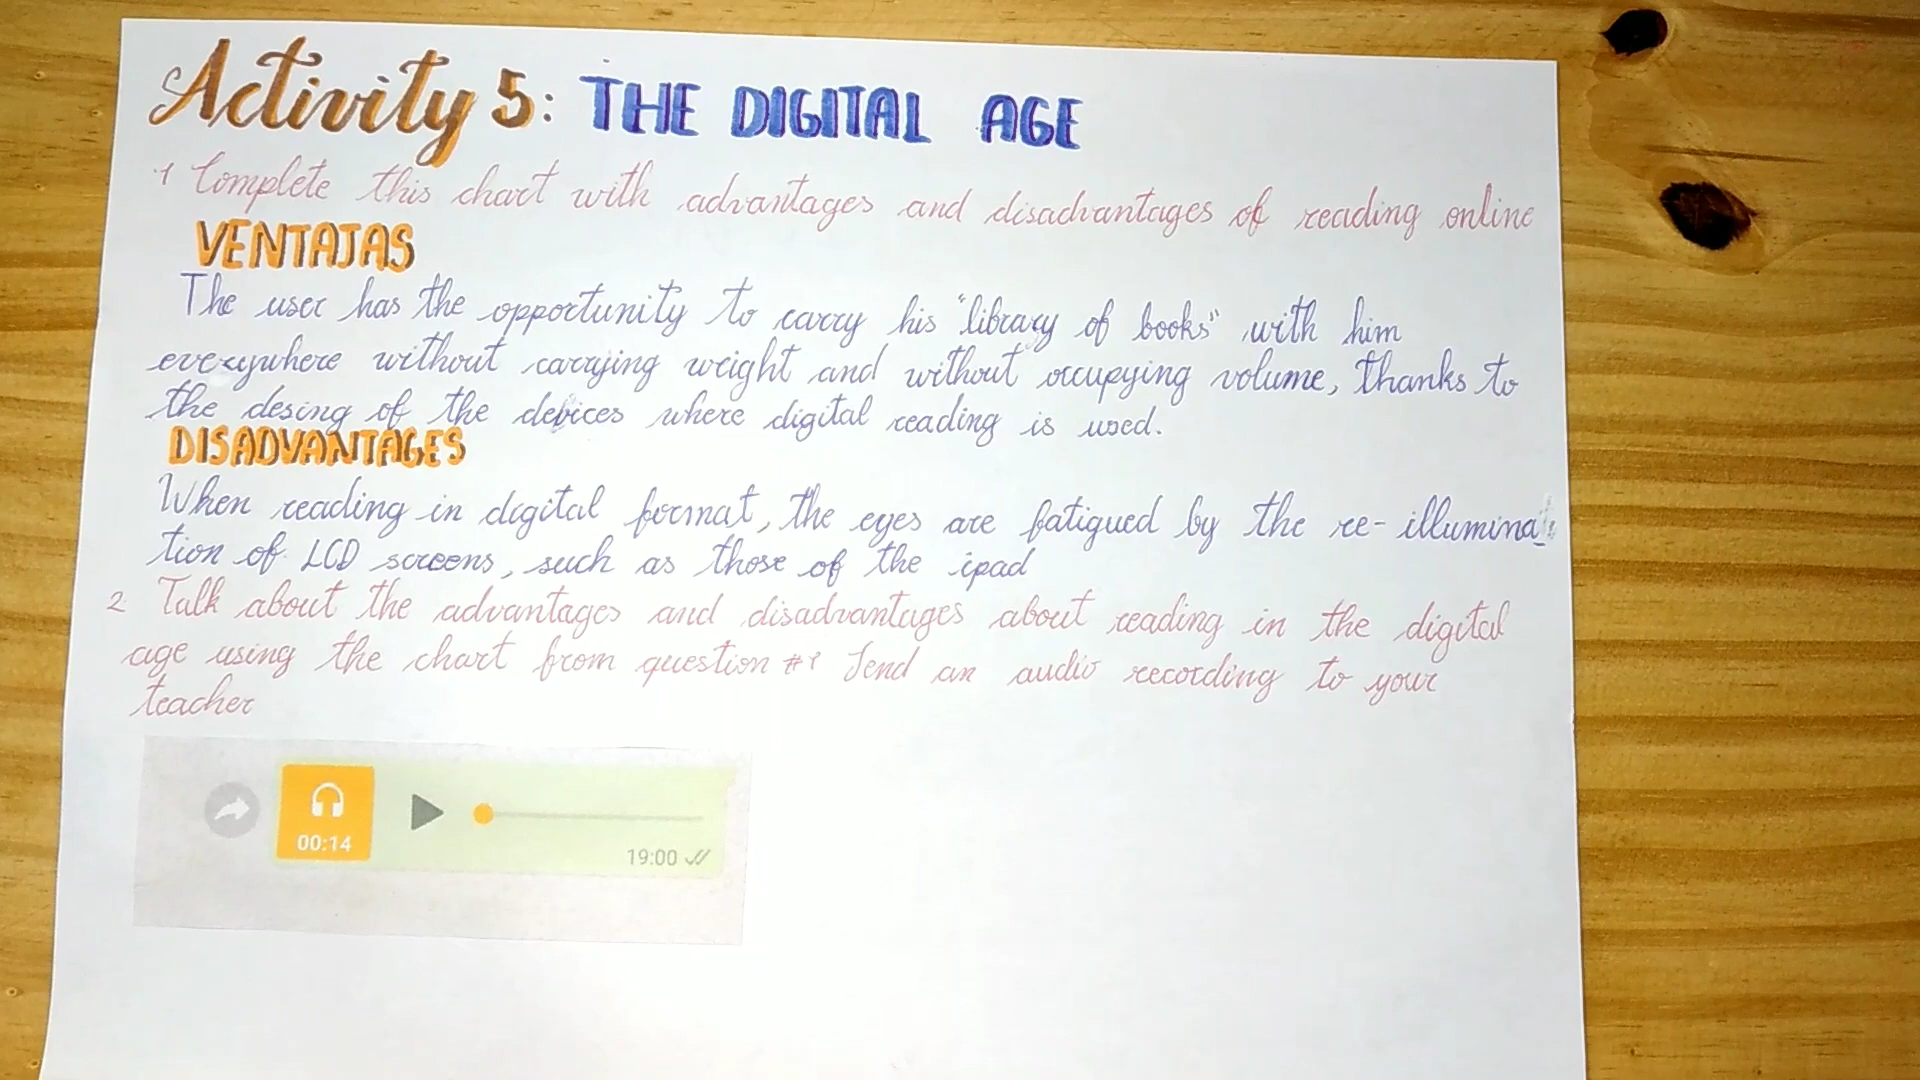 Activity 5: THE DIGITAL AGE
1 Complete this chart with advantages and disadvantages of reading online
VENTAJAS
The user has the opportunity to carry his "library of books" with him
everywhere without carrying weight and without occupying volume, thanks to
the desing of the devices where digital reading is used.
DISADVANTAGES
When reading in digital format, the eyes are fatigued by the re-illumina-
tion of LCD screens, such as those of the ipad
2 Talk about the advantages and disadvantages about reading in the digital
age using the chart from question #1 Send an audio recording to your
teacher
00:14
19:00